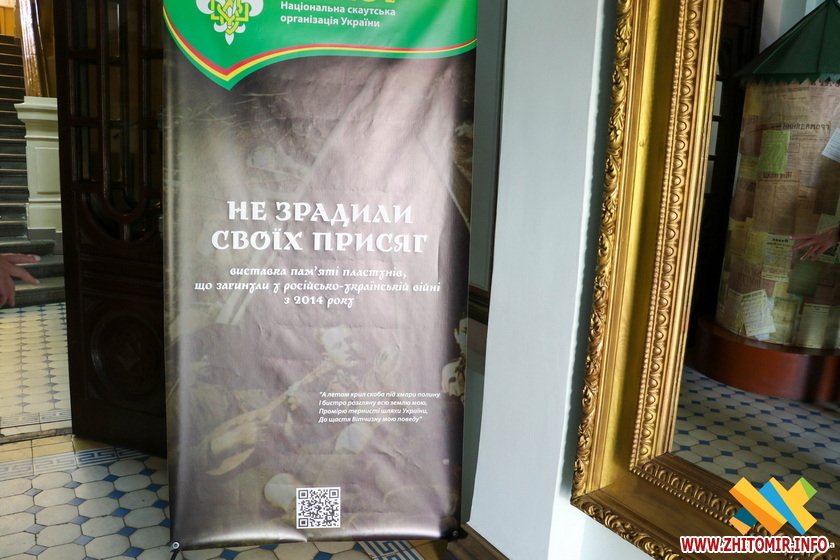 Національна скаутська
організація України
НЕ ЗРАДИЛИ
СВОЇХ ПРИСЯГ
виставка пам'яті пластунів,
що загинули у російсько-українській війні
з 2014 року
"А летом крил скоба під хмари полину
І бистро розгляну всю землю мою,
Промірю тернисті шляхи України,
До щастя Вітчизну мою поведу"
WWW.ZHITOMIR.INFO